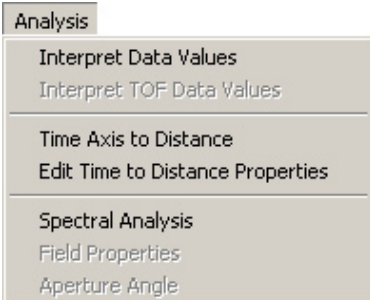 Analysis
Interpret Data Values
Interpret TOF Data Values
Time Axis to Distance
Edit Time to Distance Properties
Spectral Analysis
Field Properties
Aperture Angle